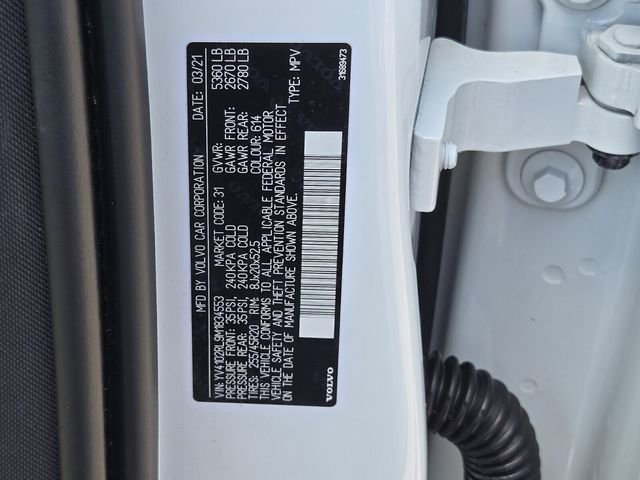 MFD BY VOLVO CAR CORPORATION DATE: 03/21
GVWR: 5360 LB
GAWR FRONT: 2670 LB
GAWR REAR: 2780 LB
VIN: YV4102RL9M1834553 MARKET CODE: 31 COLOUR: 614
PRESSURE FRONT: 35PSI, 240KPA COLD
PRESSURE REAR: 35PSI, 240KPA COLD
TIRES: 255/45R20 RIM: 8Jx20x52,5
THIS VEHICLE CONFORMS TO ALL APPLICABLE FEDERAL MOTOR
VEHICLE SAFETY AND THEFT PREVENTION STANDARDS IN EFFECT
ON THE DATE OF MANUFACTURE SHOWN ABOVE.
TYPE: MPV
VOLVO
31689473